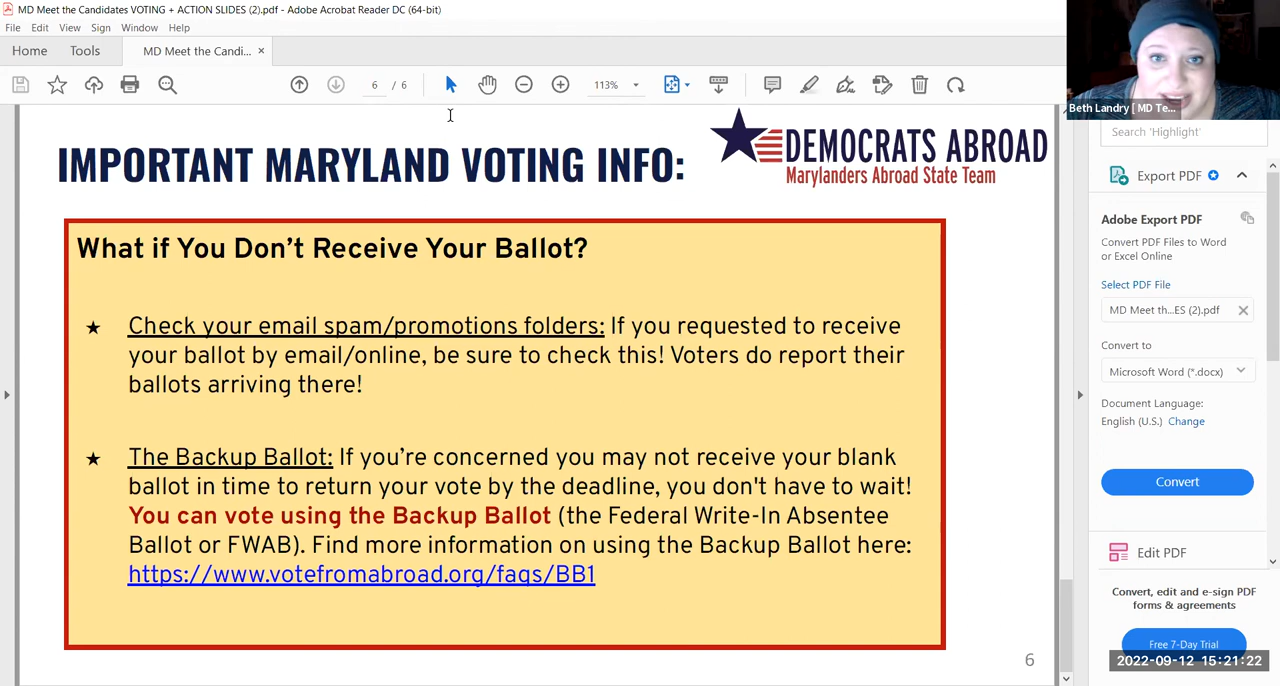 MD Meet the Candidates VOTING + ACTION SLIDES (2).pdf - Adobe Acrobat Reader DC (64-bit)
File Edit View Sign Window Help
Home Tools MD Meet the Candi... ×
6 / 6 113%
Beth Landry [ MD Te...
IMPORTANT MARYLAND VOTING INFO:
DEMOCRATS ABROAD
Marylanders Abroad State Team
What if You Don't Receive Your Ballot?
★ Check your email spam/promotions folders: If you requested to receive
your ballot by email/online, be sure to check this! Voters do report their
ballots arriving there!
★ The Backup Ballot: If you're concerned you may not receive your blank
ballot in time to return your vote by the deadline, you don't have to wait!
You can vote using the Backup Ballot (the Federal Write-In Absentee
Ballot or FWAB). Find more information on using the Backup Ballot here:
https://www.votefromabroad.org/faqs/BB1
6
Search 'Highlight'
Export PDF
Adobe Export PDF
Convert PDF Files to Word
or Excel Online
Select PDF File
MD Meet th...ES (2).pdf
Convert to
Microsoft Word (*.docx)
Document Language:
English (U.S.) Change
Convert
Edit PDF
Convert, edit and e-sign PDF
forms & agreements
Free 7-Day Trial
2022-09-12 15:21:22